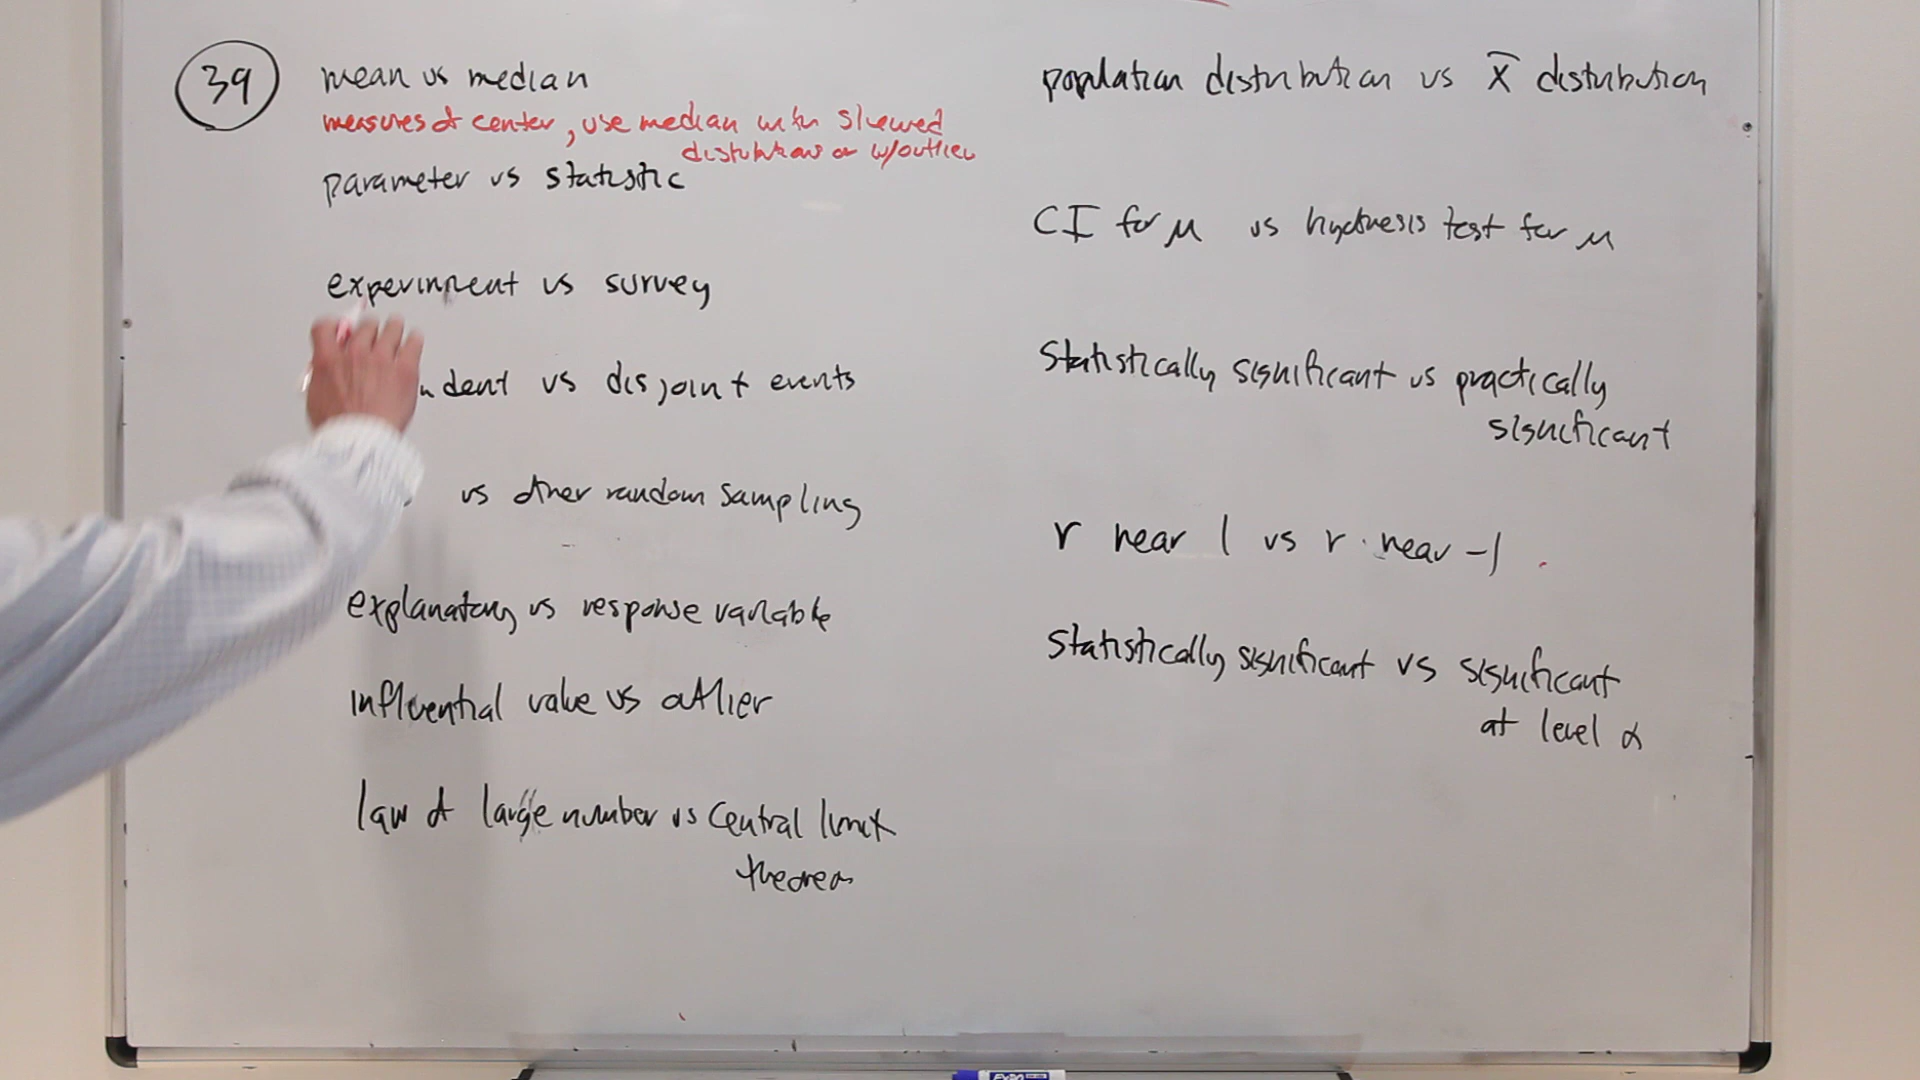 39
mean vs median
measures of center, use median with skewed
distributions or w/outlier
parameter vs statistic
experiment vs survey
ndent vs disjoint events
vs other random sampling
explanatory vs response variable
influential value vs outlier
law of large number vs central limit
theorem
population distribution vs x̄ distribution
CI for μ vs hypothesis test for μ
statistically significant vs practically
significant
r near 1 vs r near -1
statistically significant vs significant
at level α
EXPO